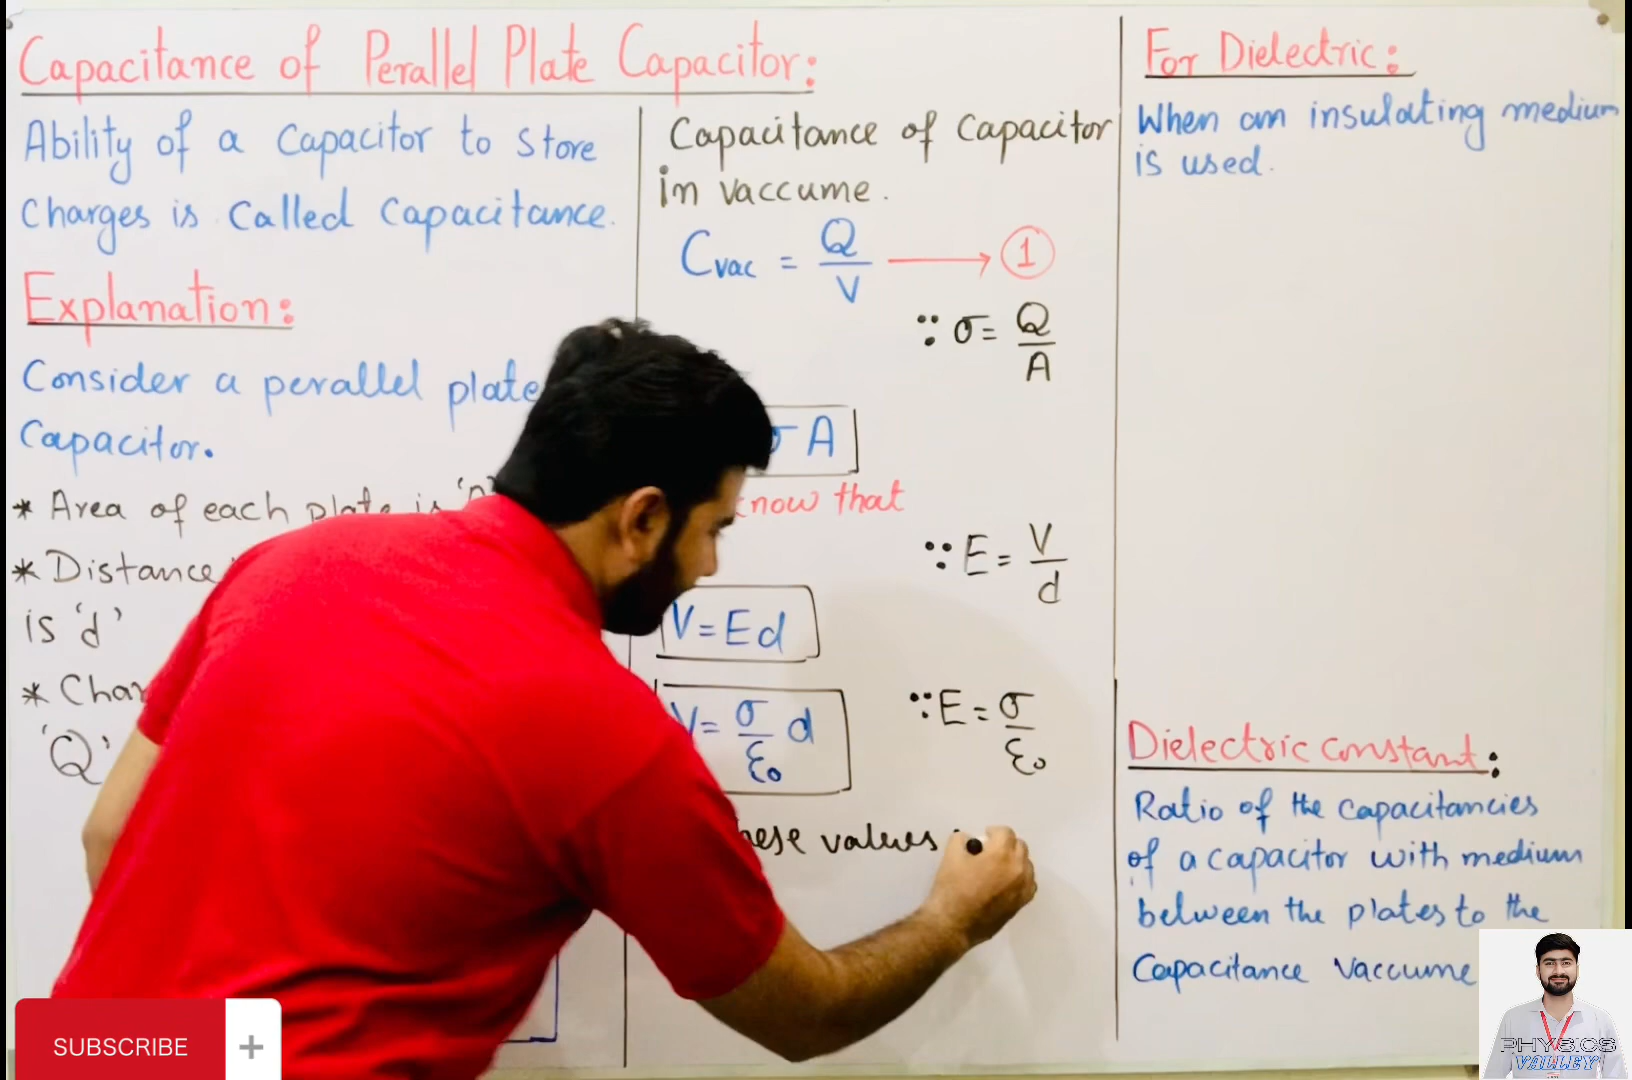 Capacitance of Perallel Plate Capacitor:
Ability of a Capacitor to store
Charges is Called Capacitance.
Explanation:
Consider a perallel plate
Capacitor.
* Area of each plate is
* Distance
is 'd'
* Char
'Q'
Capacitance of Capacitor
in vaccume.
Cvac = Q/V ⟶ ①
∵ σ = Q/A
σ A
know that
∵ E = V/d
V = Ed
V = σ/ε₀ d
∵ E = σ/ε₀
these values
For Dielectric:
When an insulating medium
is used.
Dielectric constant:
Ratio of the capacitancies
of a capacitor with medium
between the plates to the
Capacitance Vaccume
SUBSCRIBE +
PHYSICS
VALLEY